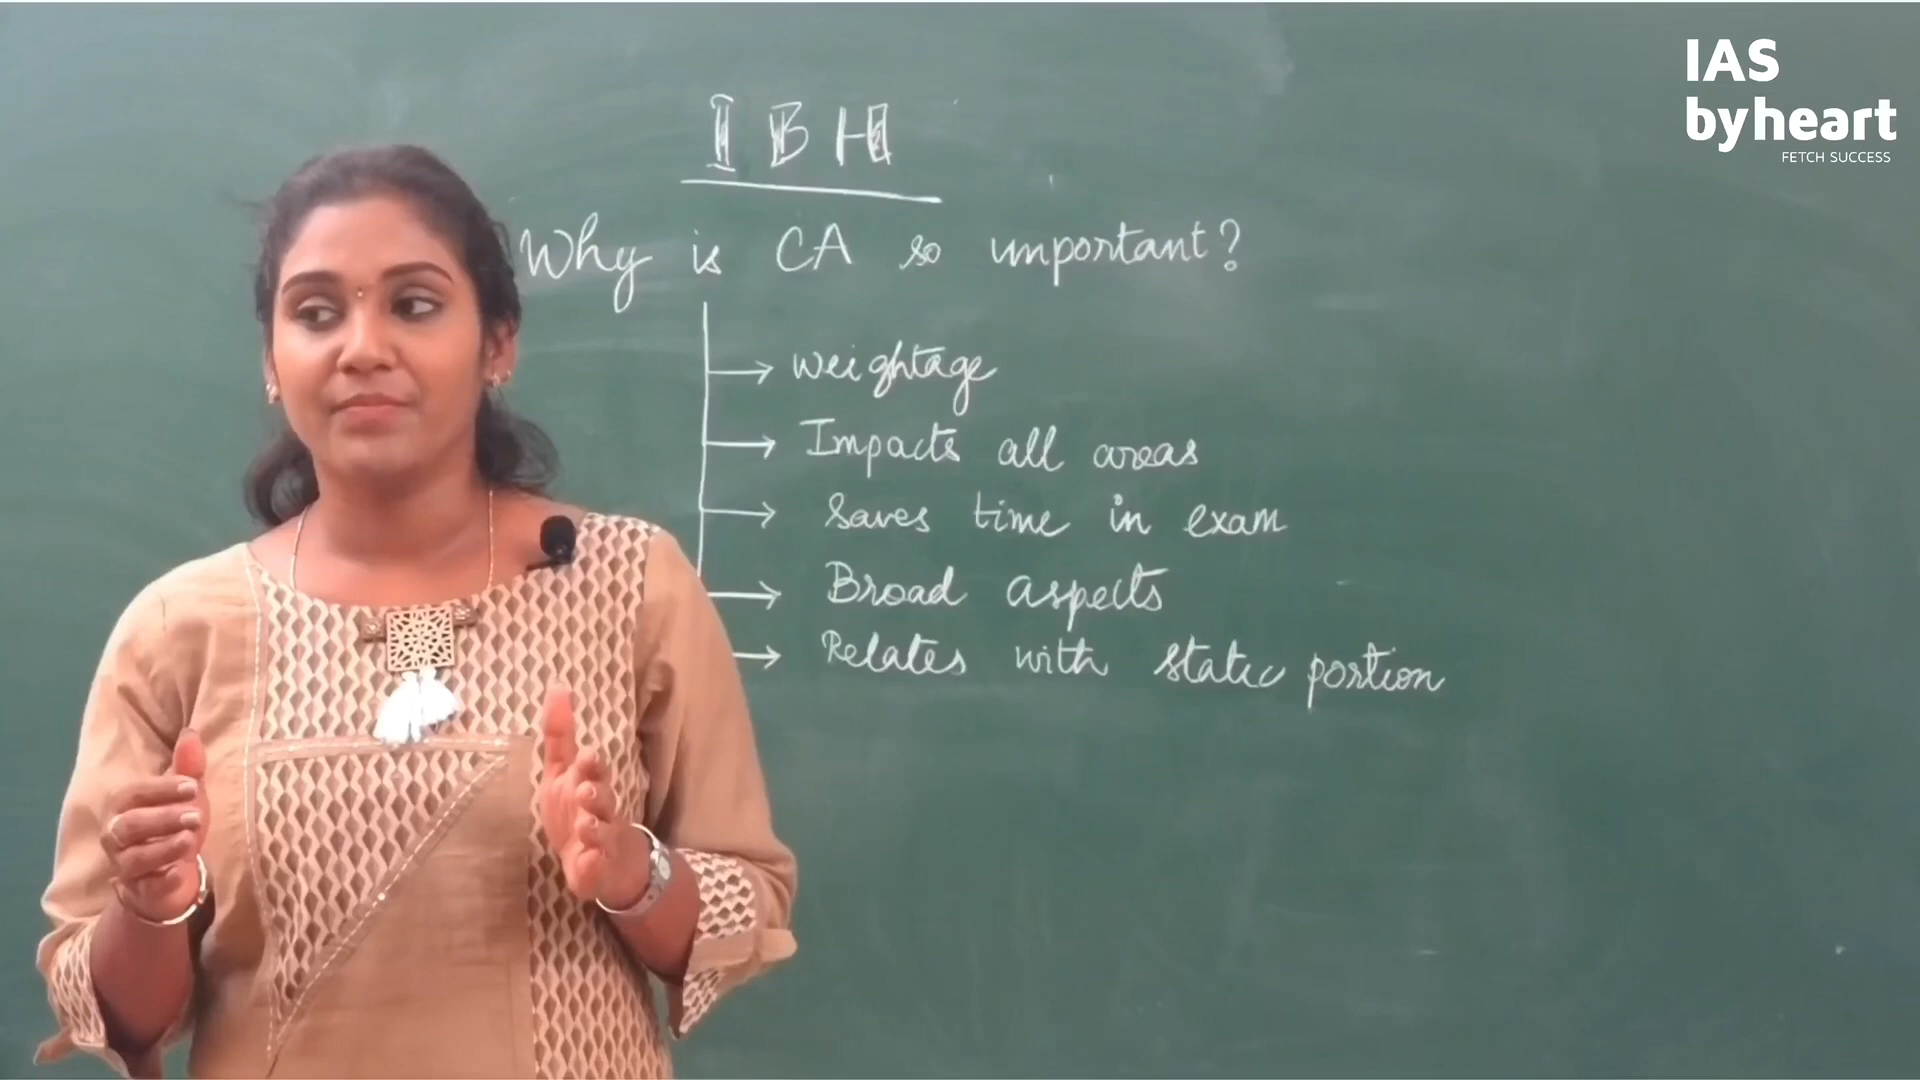 IAS
byheart
FETCH SUCCESS
IBH
Why is CA so important?
Weightage
Impacts all areas
Saves time in exam
Broad aspects
Relates with static portion